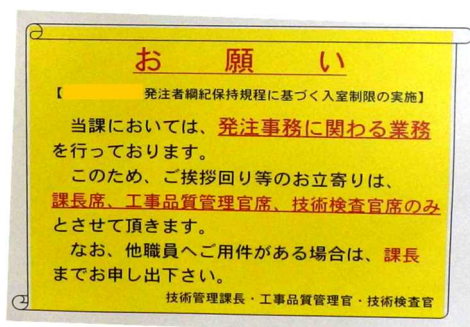 お願い
【 発注者綱紀保持規程に基づく入室制限の実施】
当課においては、発注事務に関わる業務
を行っております。
このため、ご挨拶回り等のお立寄りは、
課長席、工事品質管理官席、技術検査官席のみ
とさせて頂きます。
なお、他職員へご用件がある場合は、課長
までお申し出下さい。
技術管理課長・工事品質管理官・技術検査官